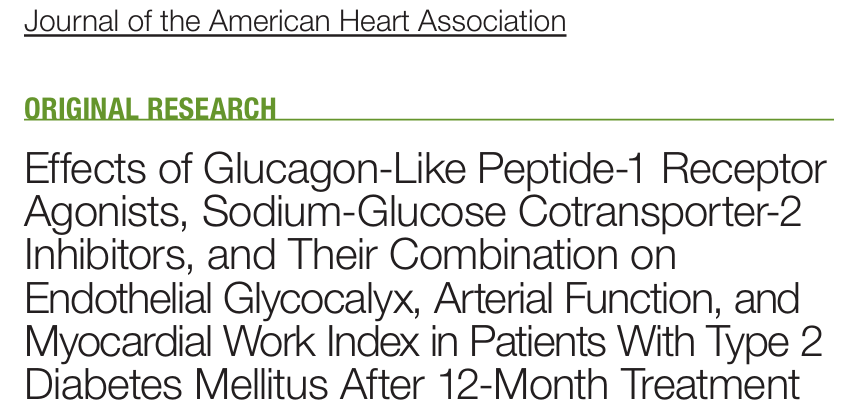 Journal of the American Heart Association
ORIGINAL RESEARCH
Effects of Glucagon-Like Peptide-1 Receptor
Agonists, Sodium-Glucose Cotransporter-2
Inhibitors, and Their Combination on
Endothelial Glycocalyx, Arterial Function, and
Myocardial Work Index in Patients With Type 2
Diabetes Mellitus After 12-Month Treatment